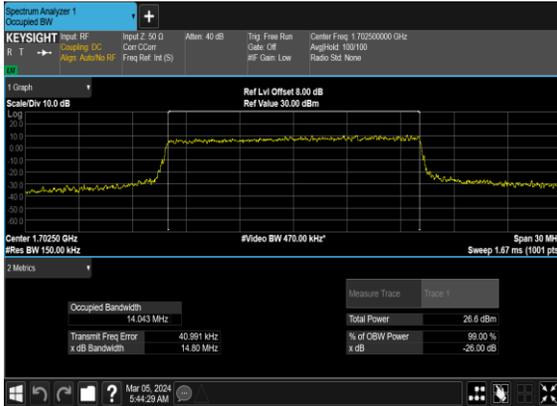 Spectrum Analyzer 1
Occupied BW
+
KEYSIGHT Input: RF Input Z: 50 Ω Atten: 40 dB Trig: Free Run Center Freq: 1.702500000 GHz
R T Coupling: DC Corr CCorr Gate: Off Avg|Hold: 100/100
Align: Auto/No RF Freq Ref: Int (S) #IF Gain: Low Radio Std: None
1 Graph
Ref Lvl Offset 8.00 dB
Scale/Div 10.0 dB Ref Value 30.00 dBm
Log
20.0
10.0
0.00
-10.0
-20.0
-30.0
-40.0
-50.0
-60.0
Center 1.70250 GHz #Video BW 470.00 kHz* Span 30 MH
#Res BW 150.00 kHz Sweep 1.67 ms (1001 pts
2 Metrics
Measure Trace Trace 1
Occupied Bandwidth
14.043 MHz Total Power 26.6 dBm
Transmit Freq Error 40.991 kHz % of OBW Power 99.00 %
x dB Bandwidth 14.80 MHz x dB -26.00 dB
? Mar 05, 2024
5:44:29 AM